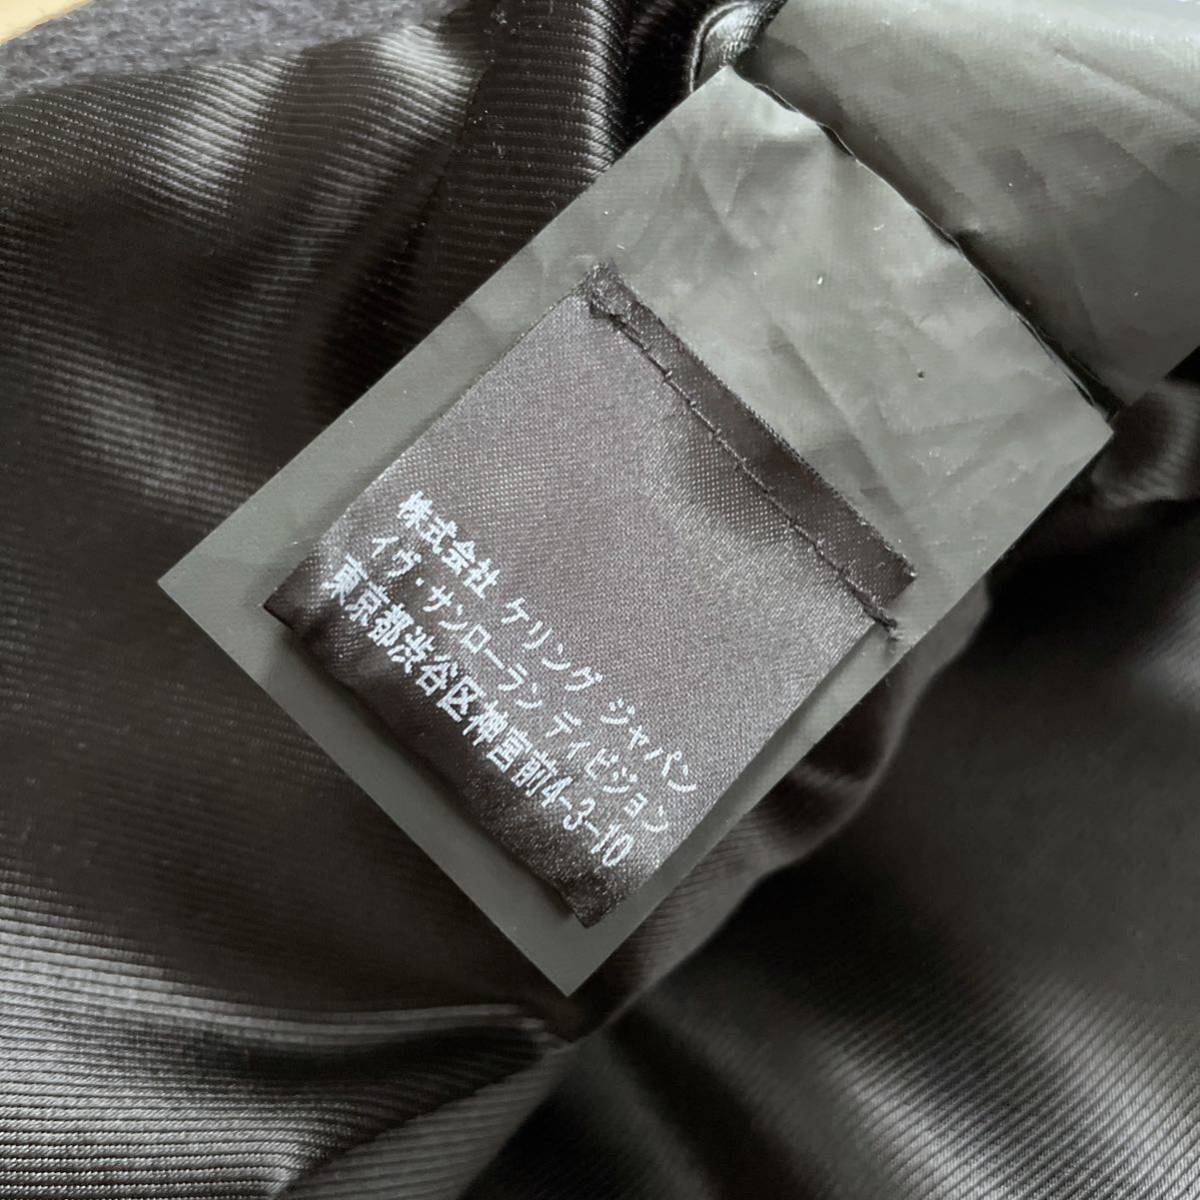 株式会社 ケリング ジャパン
イヴ・サンローラン ディビジョン
東京都渋谷区神宮前4-3-10